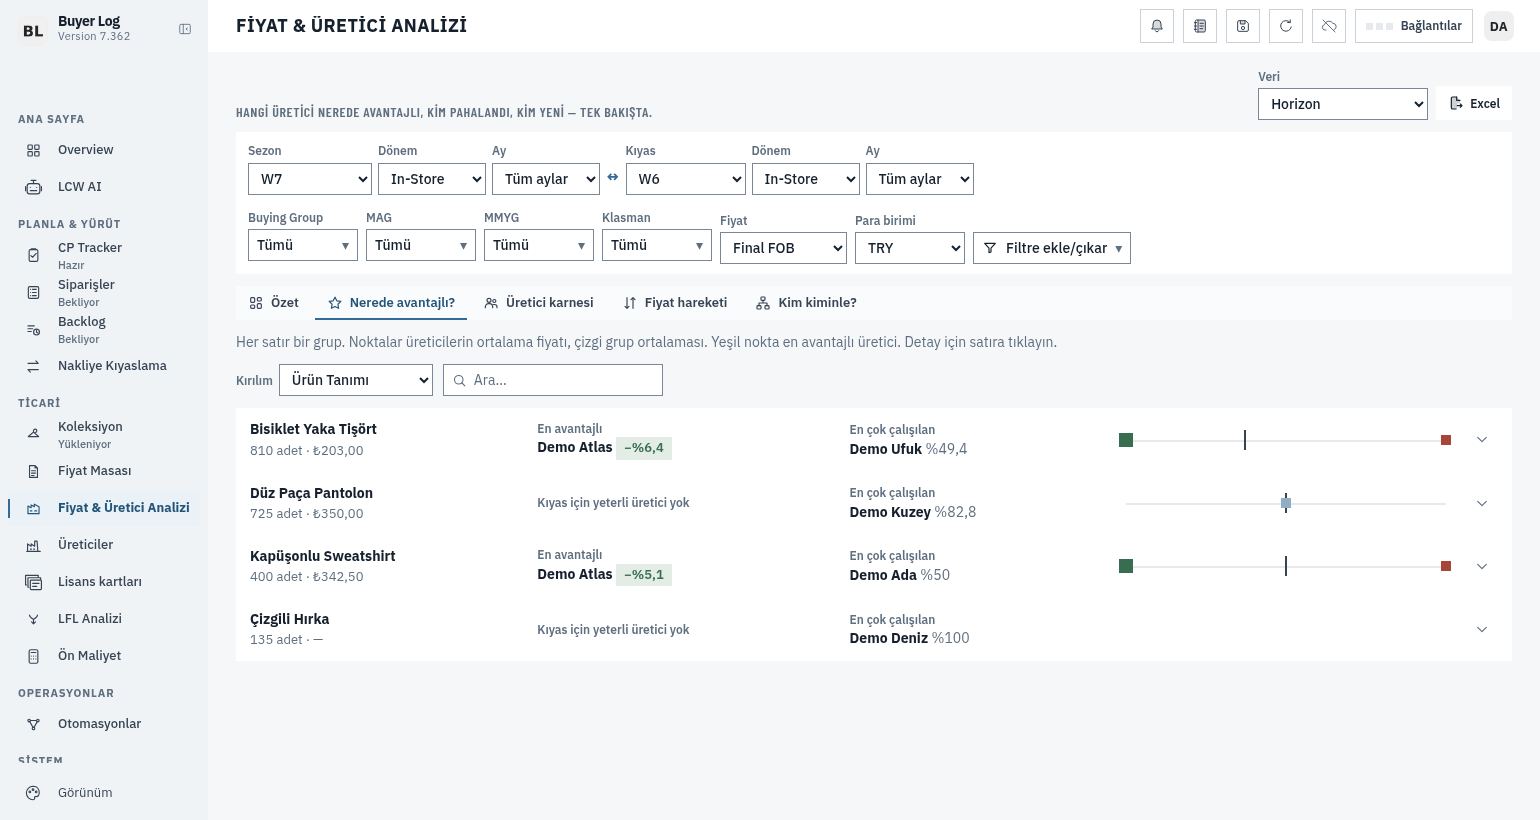 BL
Buyer Log
Version 7.362
ANA SAYFA
Overview
LCW AI
PLANLA & YÜRÜT
CP Tracker
Hazır
Siparişler
Bekliyor
Backlog
Bekliyor
Nakliye Kıyaslama
TİCARİ
Koleksiyon
Yükleniyor
Fiyat Masası
Fiyat & Üretici Analizi
Üreticiler
Lisans kartları
LFL Analizi
Ön Maliyet
OPERASYONLAR
Otomasyonlar
SİSTEM
Görünüm
FİYAT & ÜRETİCİ ANALİZİ
Bağlantılar
DA
HANGİ ÜRETİCİ NEREDE AVANTAJLI, KİM PAHALANDI, KİM YENİ — TEK BAKIŞTA.
Veri
Horizon
Excel
Sezon Dönem Ay Kıyas Dönem Ay
W7 In-Store Tüm aylar ↔ W6 In-Store Tüm aylar
Buying Group MAG MMYG Klasman Fiyat Para birimi
Tümü ▾ Tümü ▾ Tümü ▾ Tümü ▾ Final FOB TRY Filtre ekle/çıkar ▾
Özet Nerede avantajlı? Üretici karnesi Fiyat hareketi Kim kiminle?
Her satır bir grup. Noktalar üreticilerin ortalama fiyatı, çizgi grup ortalaması. Yeşil nokta en avantajlı üretici. Detay için satıra tıklayın.
Kırılım Ürün Tanımı Ara...
Bisiklet Yaka Tişört
810 adet · ₺203,00
En avantajlı
Demo Atlas −%6,4
En çok çalışılan
Demo Ufuk %49,4
Düz Paça Pantolon
725 adet · ₺350,00
Kıyas için yeterli üretici yok
En çok çalışılan
Demo Kuzey %82,8
Kapüşonlu Sweatshirt
400 adet · ₺342,50
En avantajlı
Demo Atlas −%5,1
En çok çalışılan
Demo Ada %50
Çizgili Hırka
135 adet · —
Kıyas için yeterli üretici yok
En çok çalışılan
Demo Deniz %100